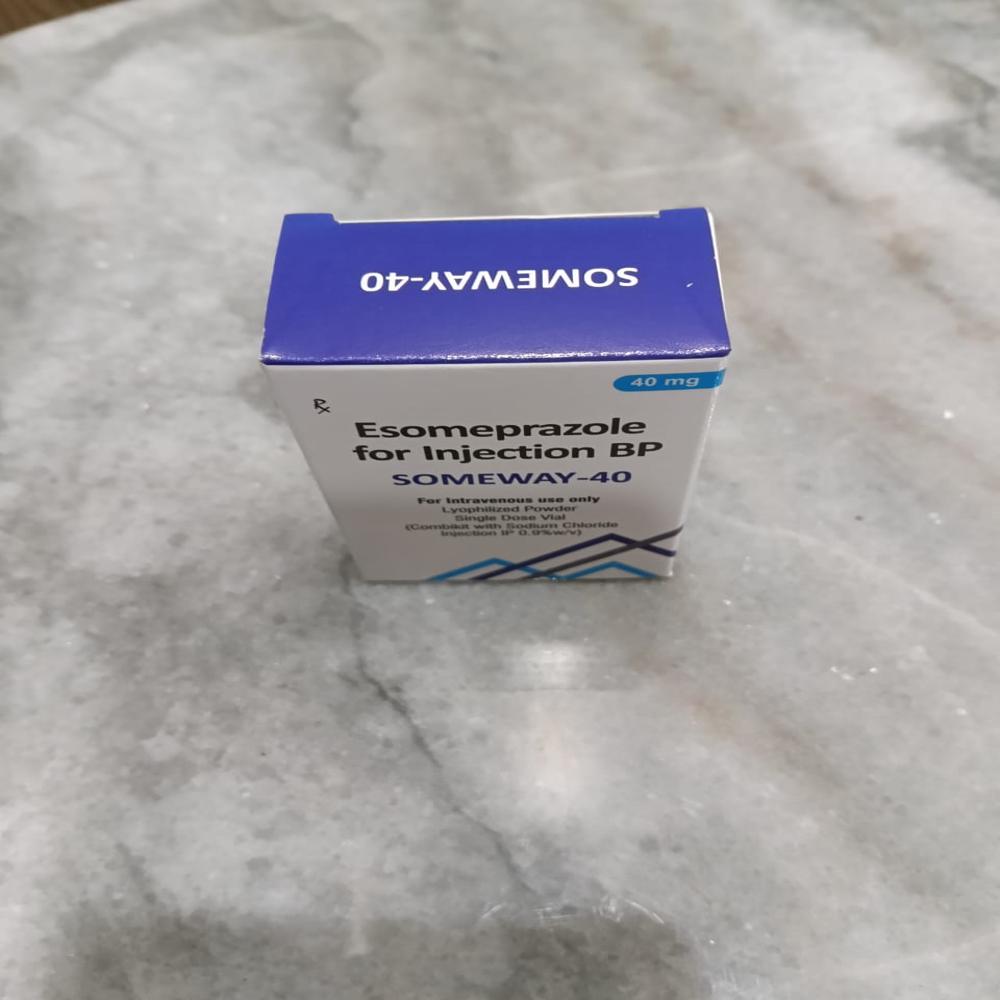 SOMEWAY-40
40 mg
Rx
Esomeprazole
for Injection BP
SOMEWAY-40
For Intravenous use only
Lyophilized Powder
Single Dose Vial
(Combikit with Sodium Chloride
Injection IP 0.9%w/v)